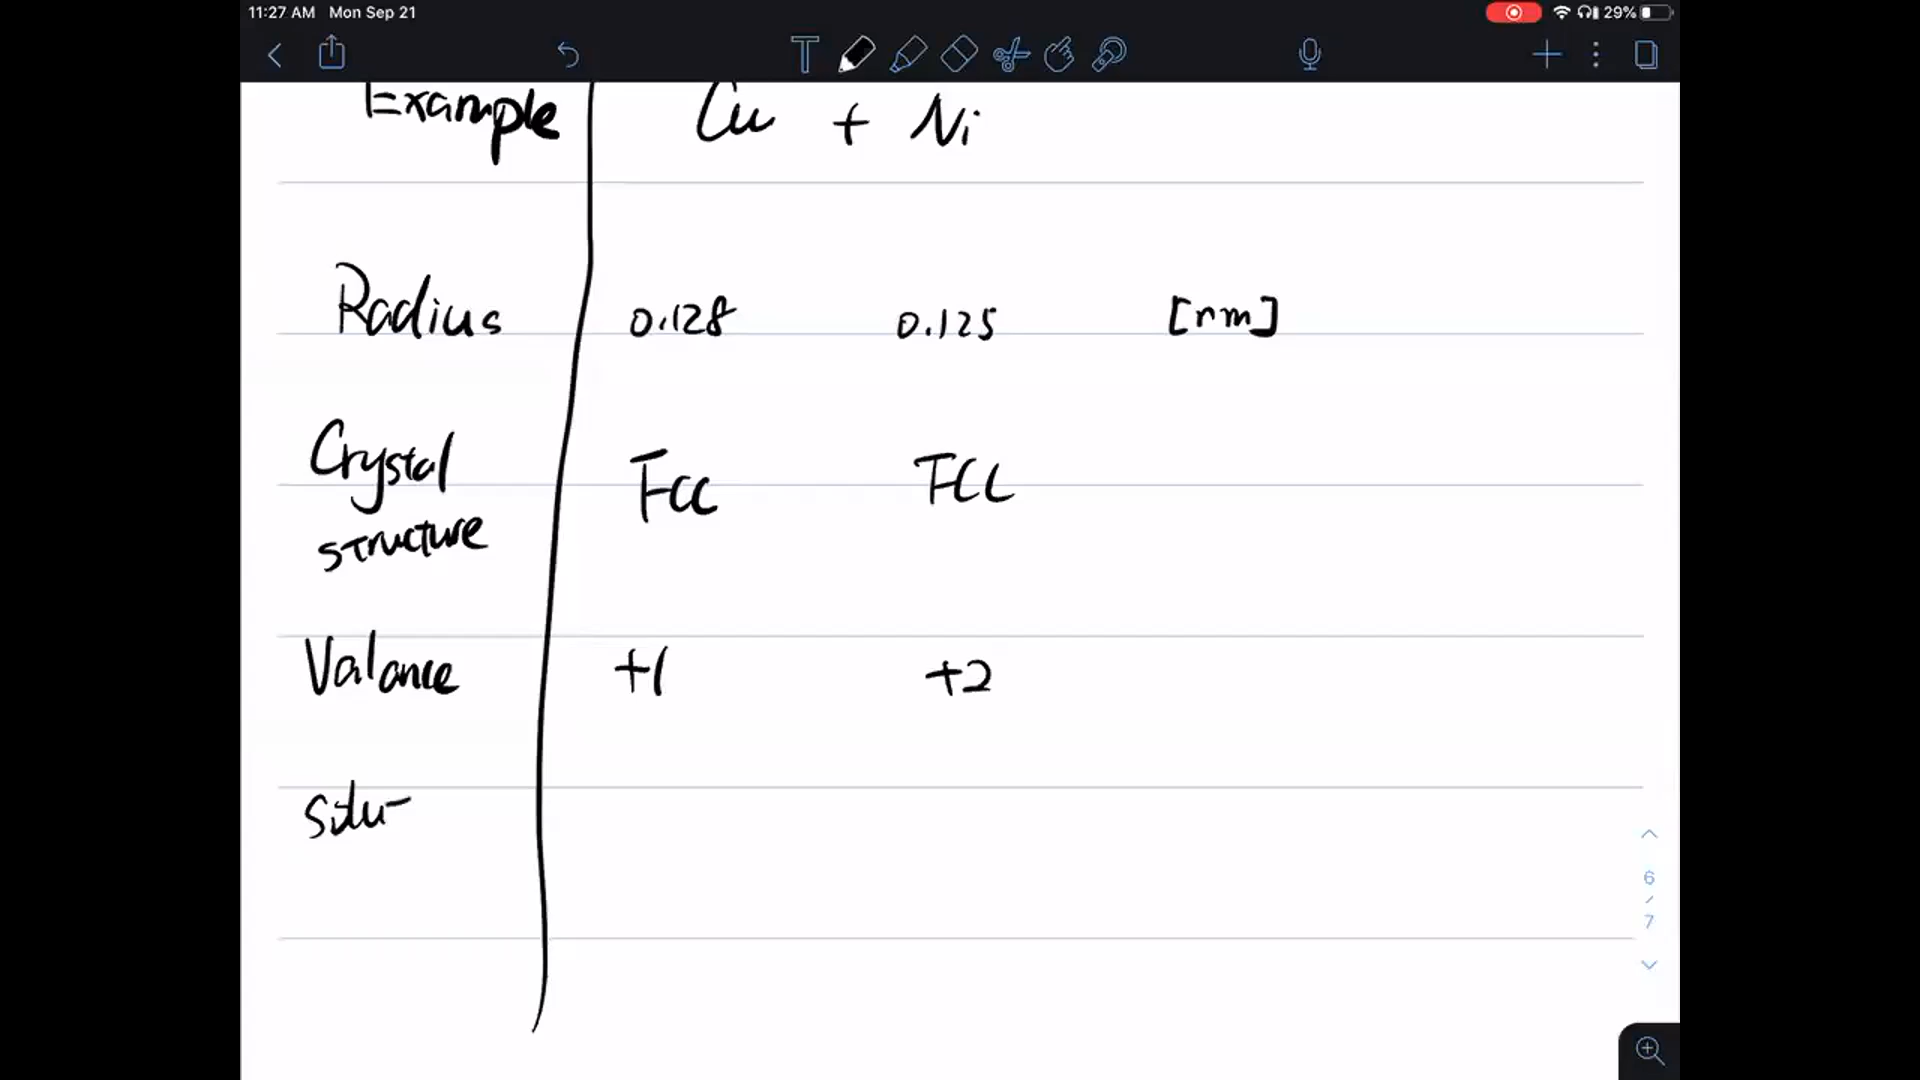 11:27 AM Mon Sep 21
29%
Example Cu + Ni
Radius 0.128 0.125 [nm]
Crystal
structure FCC FCC
Valance +1 +2
6
/
7